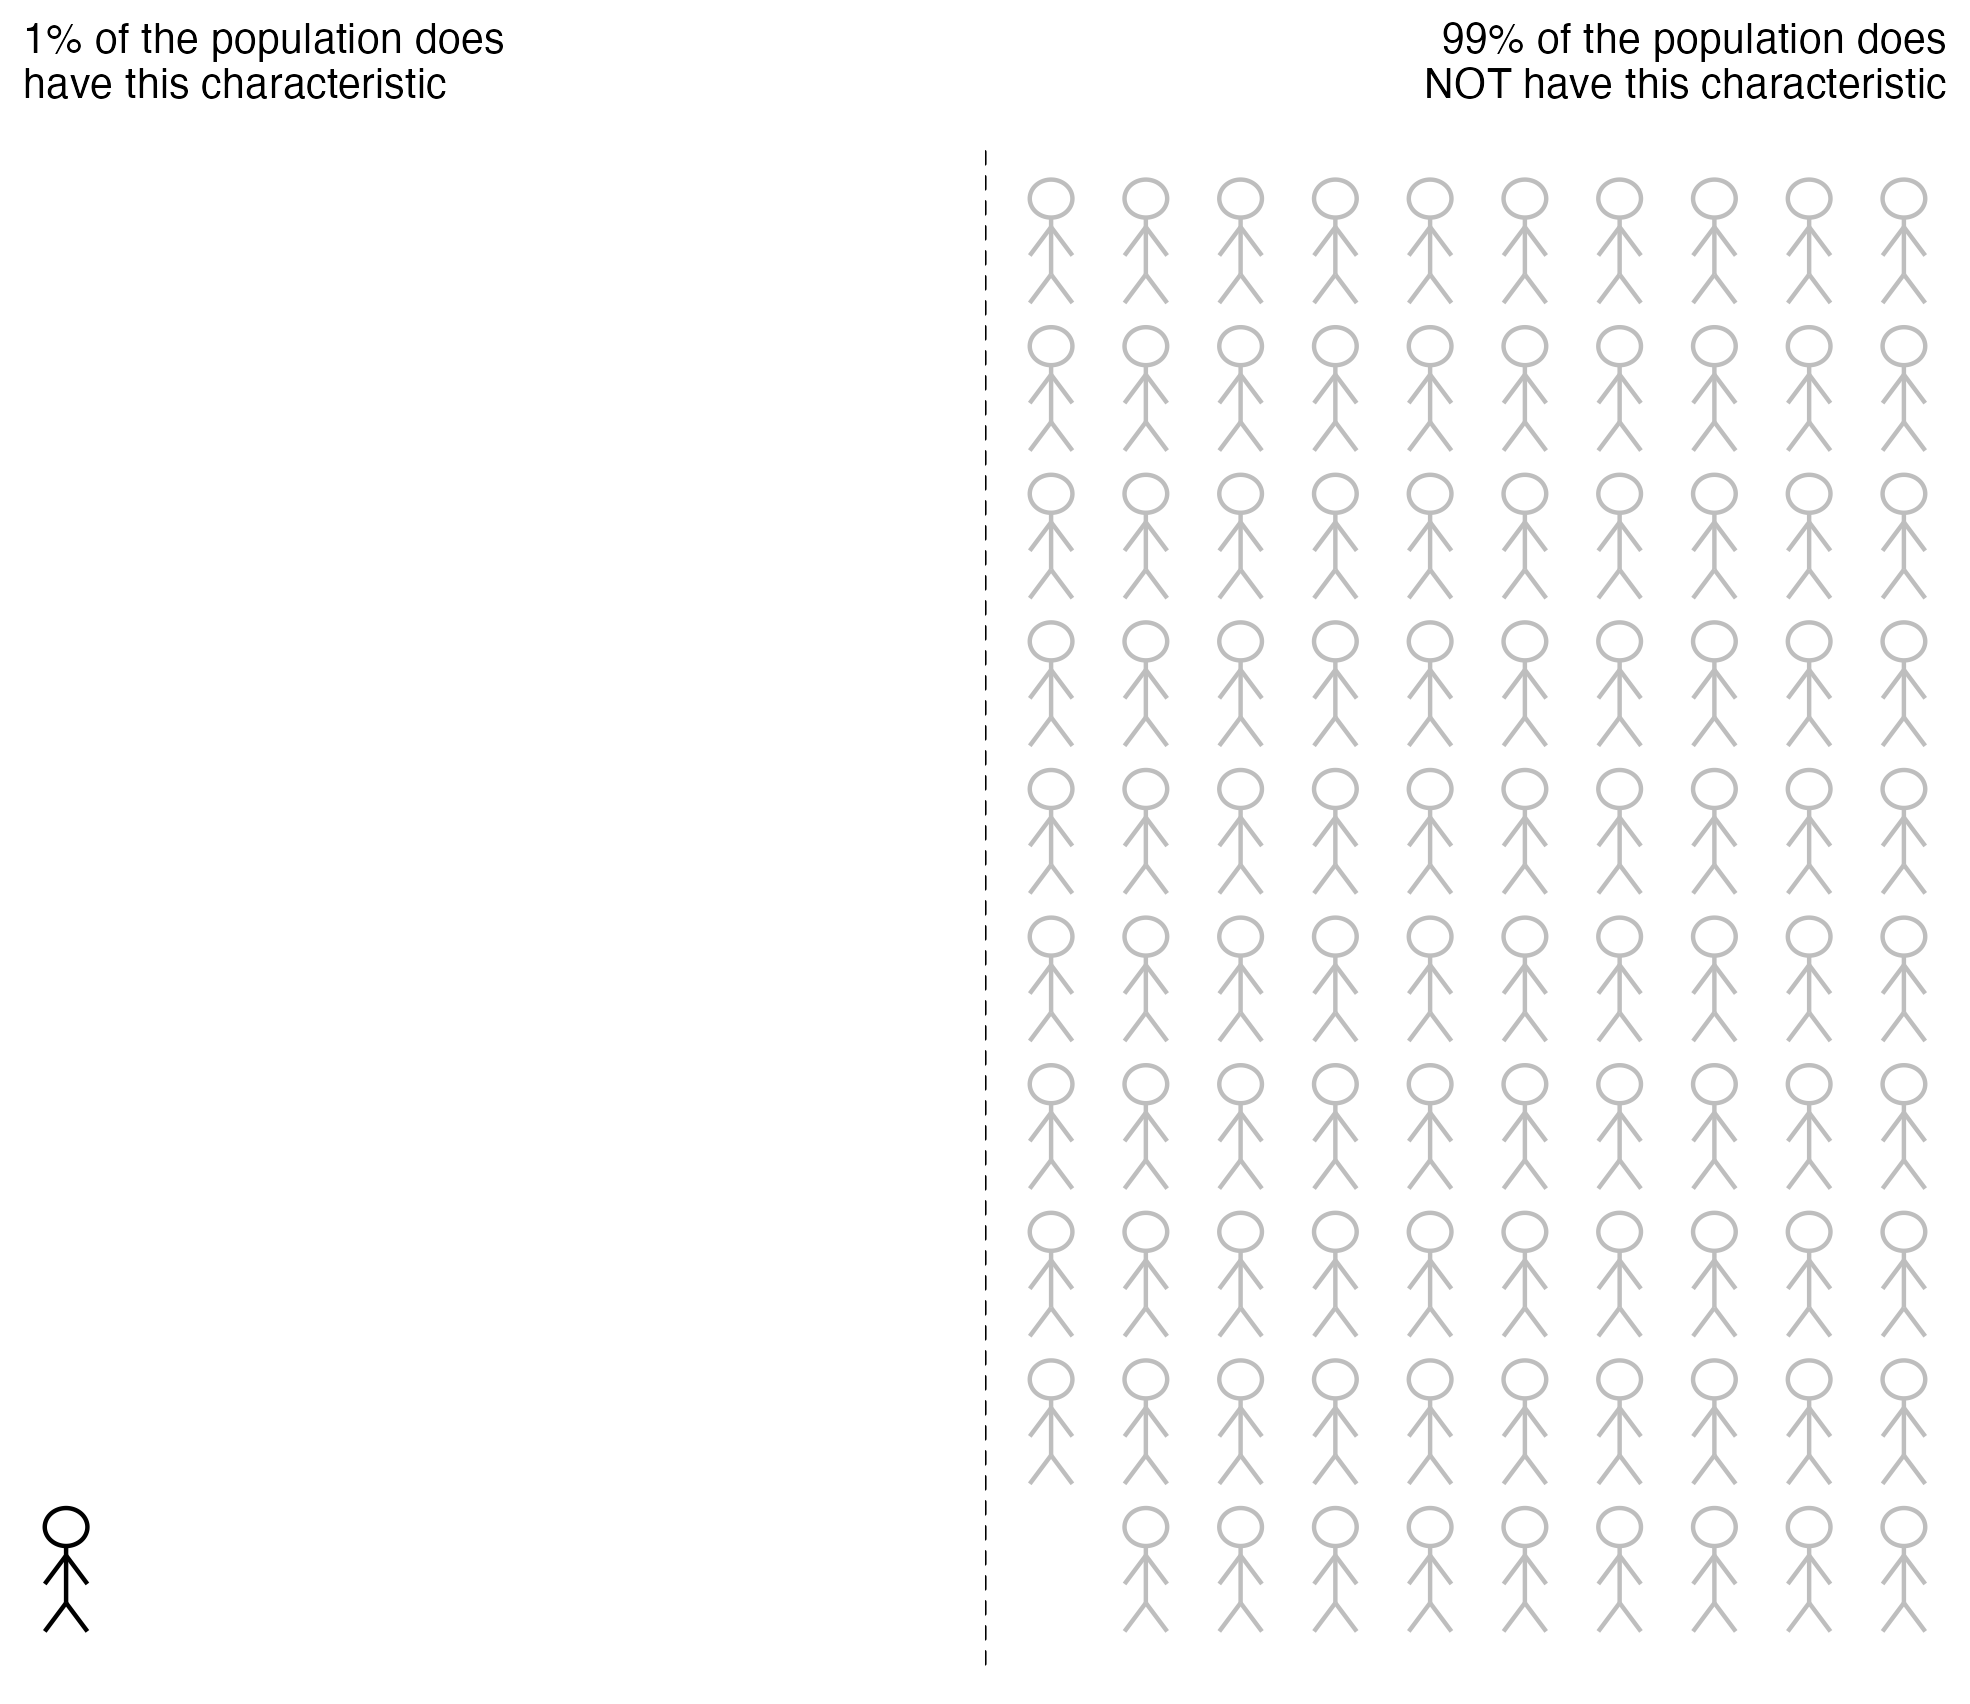 1% of the population does
have this characteristic
99% of the population does
NOT have this characteristic